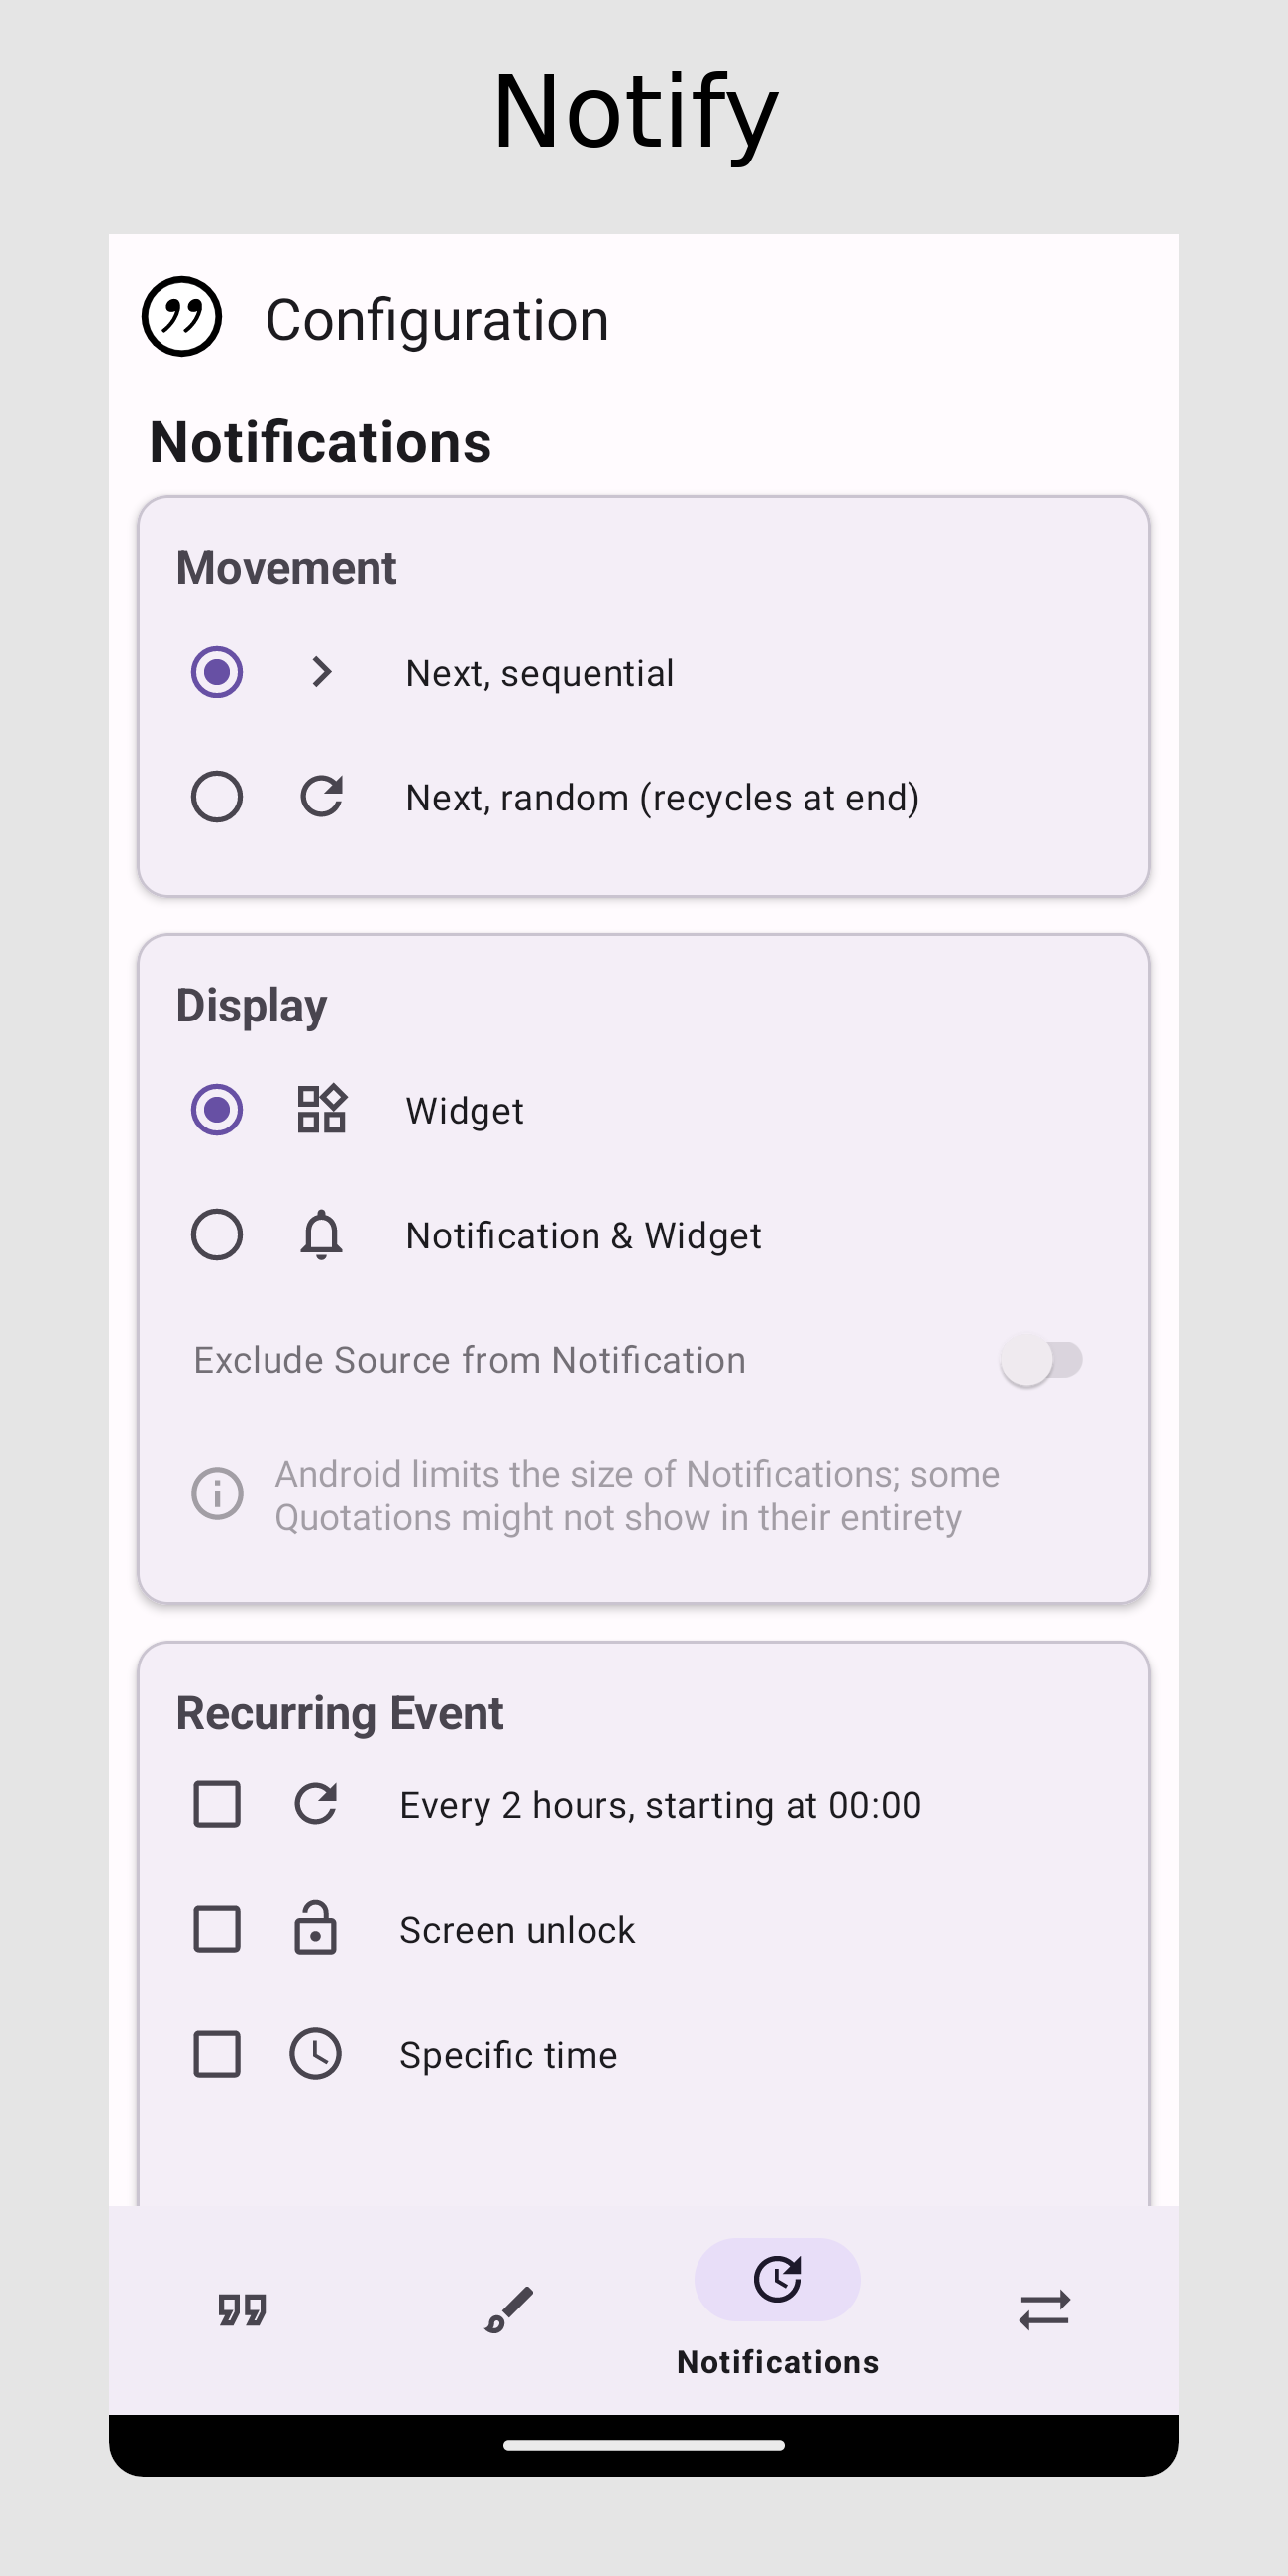 Notify
Configuration
Notifications
Movement
Next, sequential
Next, random (recycles at end)
Display
Widget
Notification & Widget
Exclude Source from Notification
Android limits the size of Notifications; some
Quotations might not show in their entirety
Recurring Event
Every 2 hours, starting at 00:00
Screen unlock
Specific time
Notifications